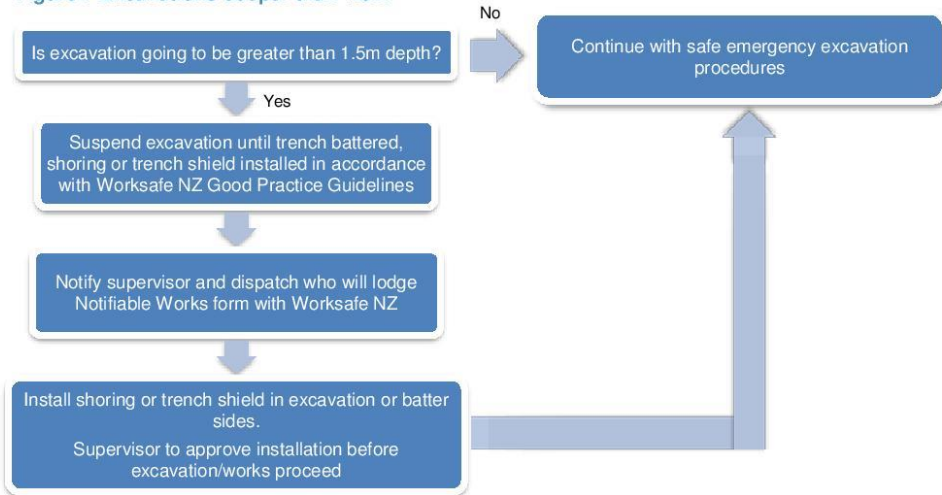 No
Is excavation going to be greater than 1.5m depth?
Continue with safe emergency excavation
procedures
Yes
Suspend excavation until trench battered,
shoring or trench shield installed in accordance
with Worksafe NZ Good Practice Guidelines
Notify supervisor and dispatch who will lodge
Notifiable Works form with Worksafe NZ
Install shoring or trench shield in excavation or batter
sides.
Supervisor to approve installation before
excavation/works proceed